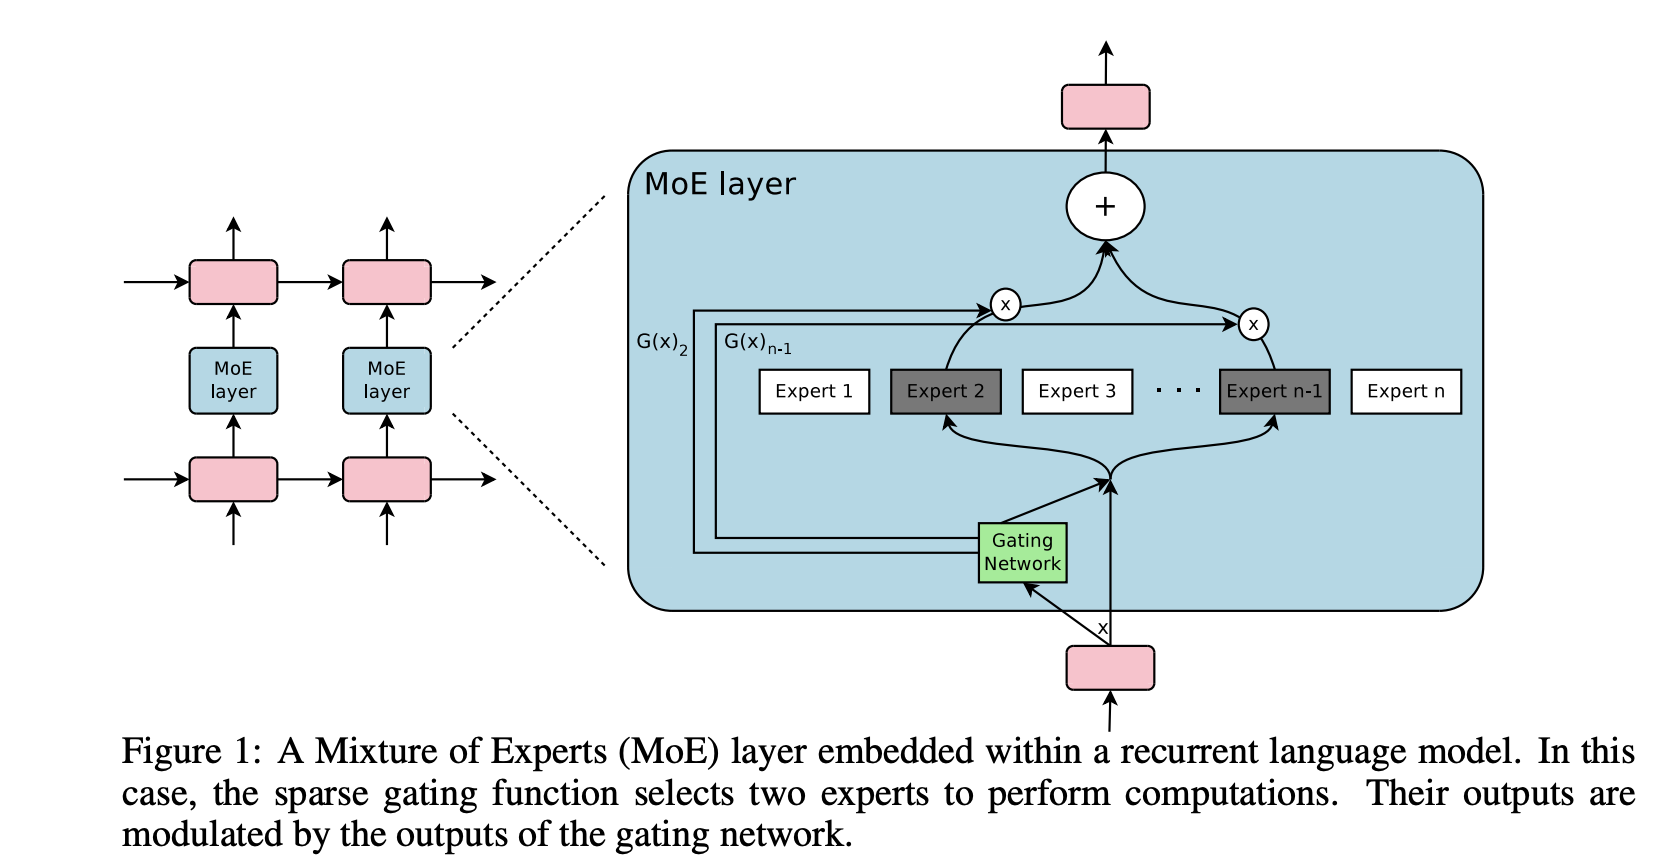 MoE layer
+
x
G(x)2
G(x)n-1
x
MoE
layer
MoE
layer
Expert 1
Expert 2
Expert 3
. . .
Expert n-1
Expert n
Gating
Network
x
Figure 1: A Mixture of Experts (MoE) layer embedded within a recurrent language model. In this
case, the sparse gating function selects two experts to perform computations. Their outputs are
modulated by the outputs of the gating network.